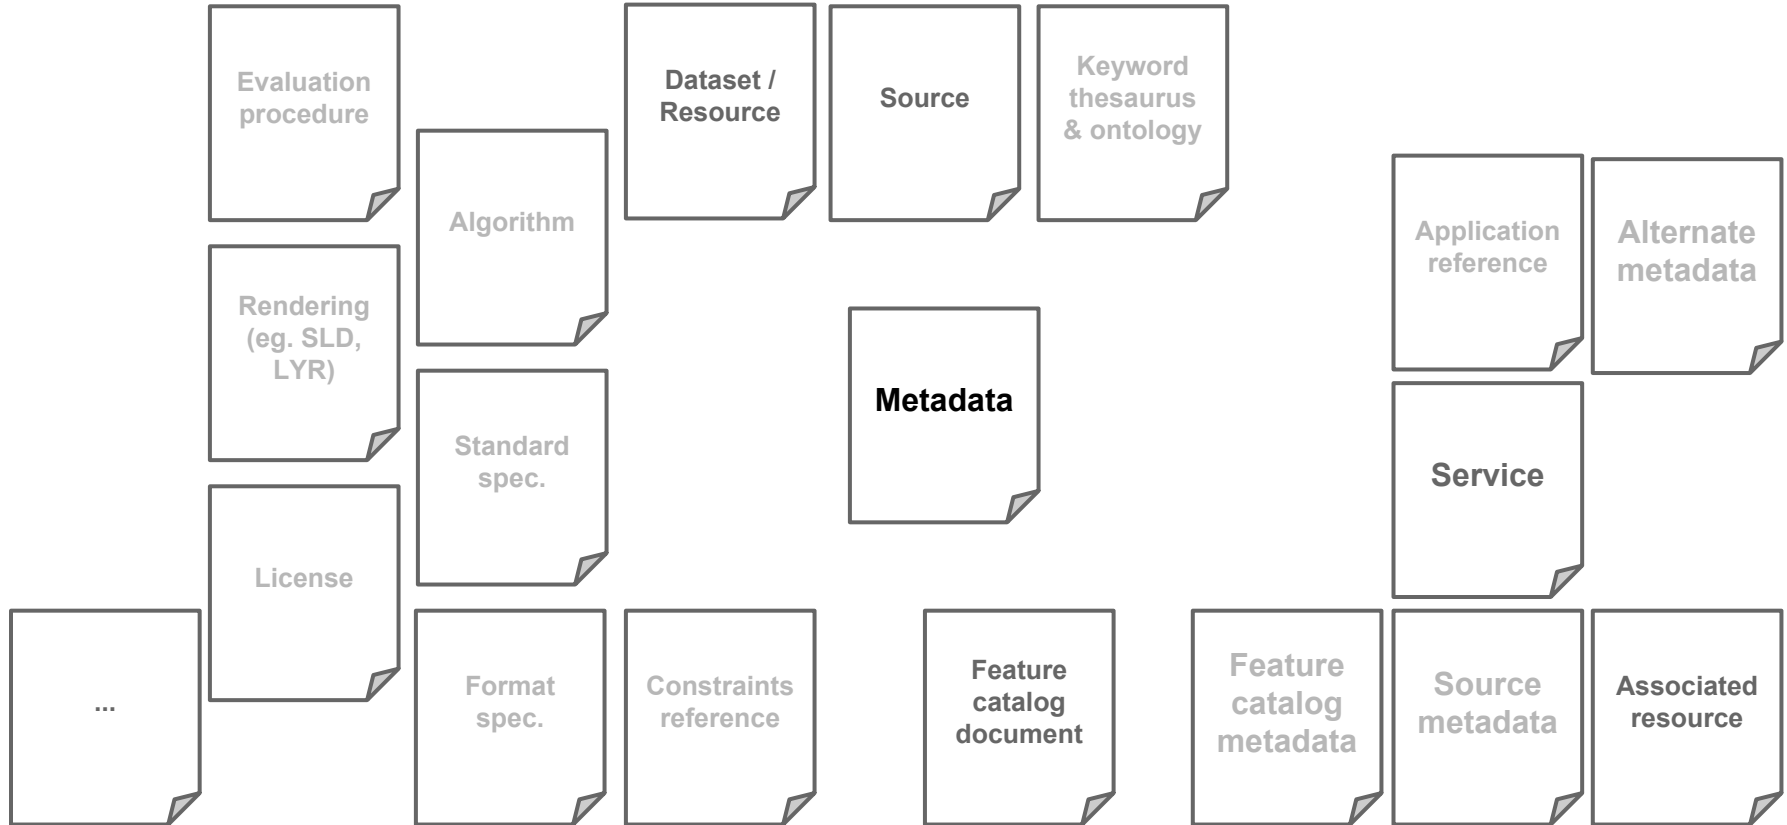 Evaluation
procedure
Dataset /
Resource
Source
Keyword
thesaurus
& ontology
Algorithm
Application
reference
Alternate
metadata
Rendering
(eg. SLD,
LYR)
Metadata
Standard
spec.
Service
License
...
Format
spec.
Constraints
reference
Feature
catalog
document
Feature
catalog
metadata
Source
metadata
Associated
resource